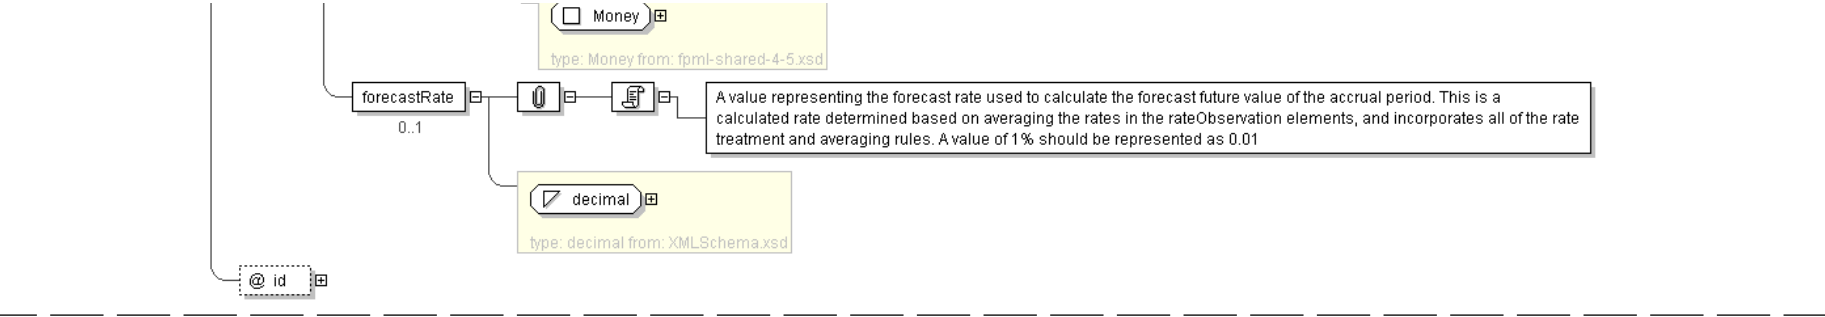 Money
type: Money from: fpml-shared-4-5.xsd
forecastRate
0..1
A value representing the forecast rate used to calculate the forecast future value of the accrual period. This is a
calculated rate determined based on averaging the rates in the rateObservation elements, and incorporates all of the rate
treatment and averaging rules. A value of 1% should be represented as 0.01
decimal
type: decimal from: XMLSchema.xsd
@ id